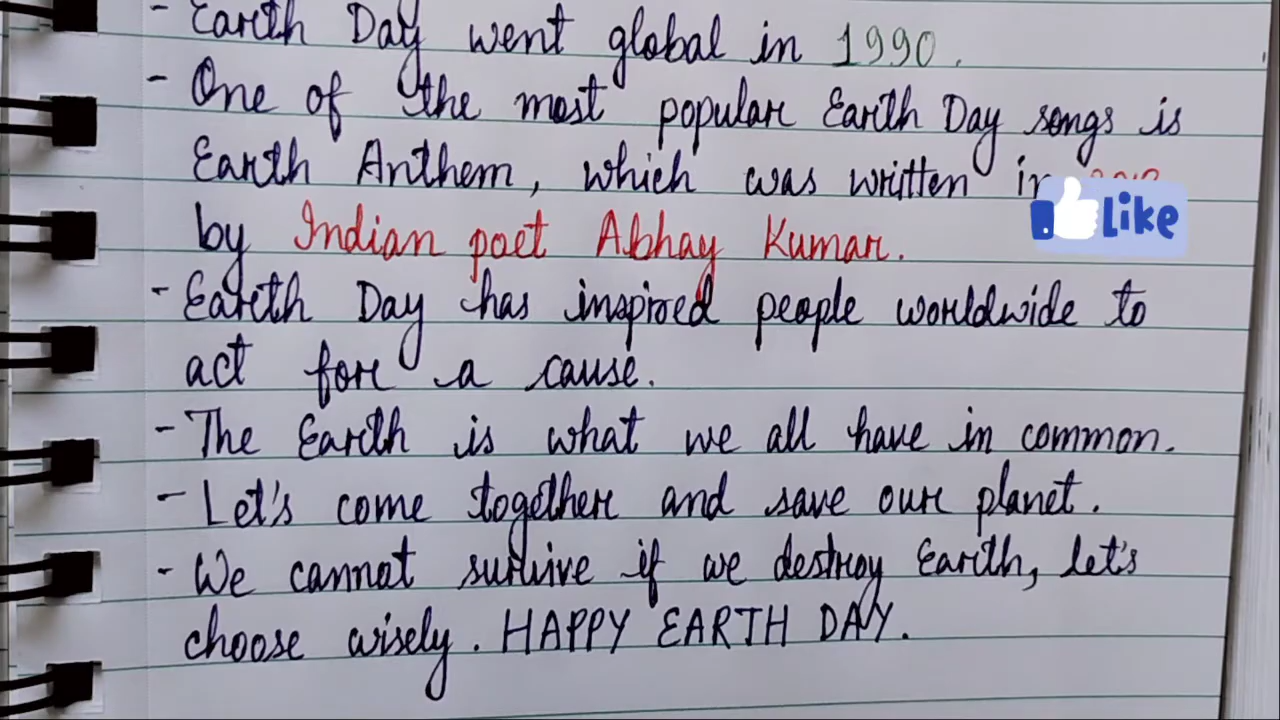 - Earth Day went global in 1990.
- One of the most popular Earth Day songs is
Earth Anthem, which was written in
by Indian poet Abhay Kumar.
Like
- Earth Day has inspired people worldwide to
act for a cause.
- The Earth is what we all have in common.
- Let's come together and save our planet.
- We cannot survive if we destroy Earth, let's
choose wisely. HAPPY EARTH DAY.